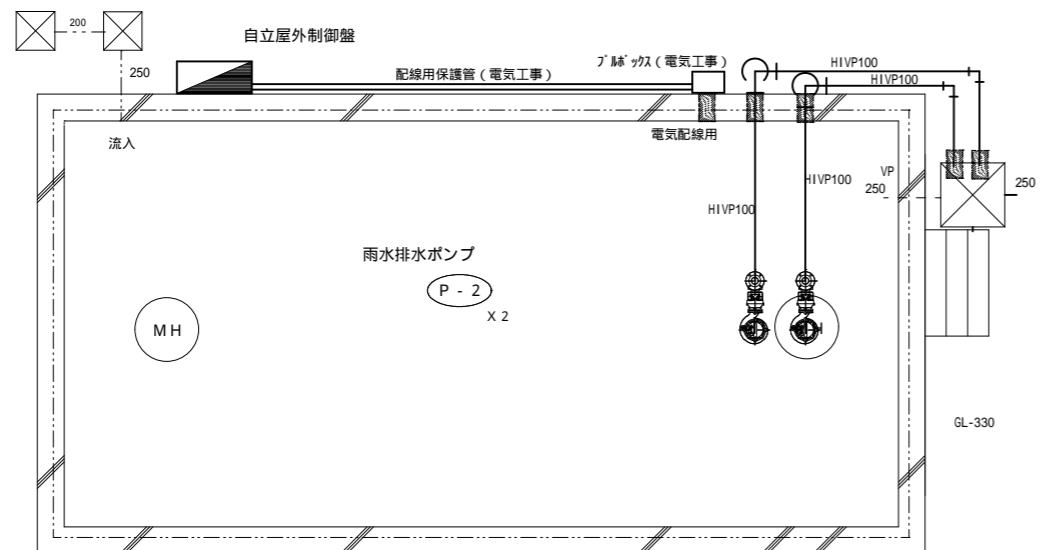 200
自立屋外制御盤
250
配線用保護管（電気工事）
プルボックス（電気工事）
HIVP100
HIVP100
流入
電気配線用
HIVP100
VP
250
250
HIVP100
雨水排水ポンプ
P - 2
X 2
MH
GL-330